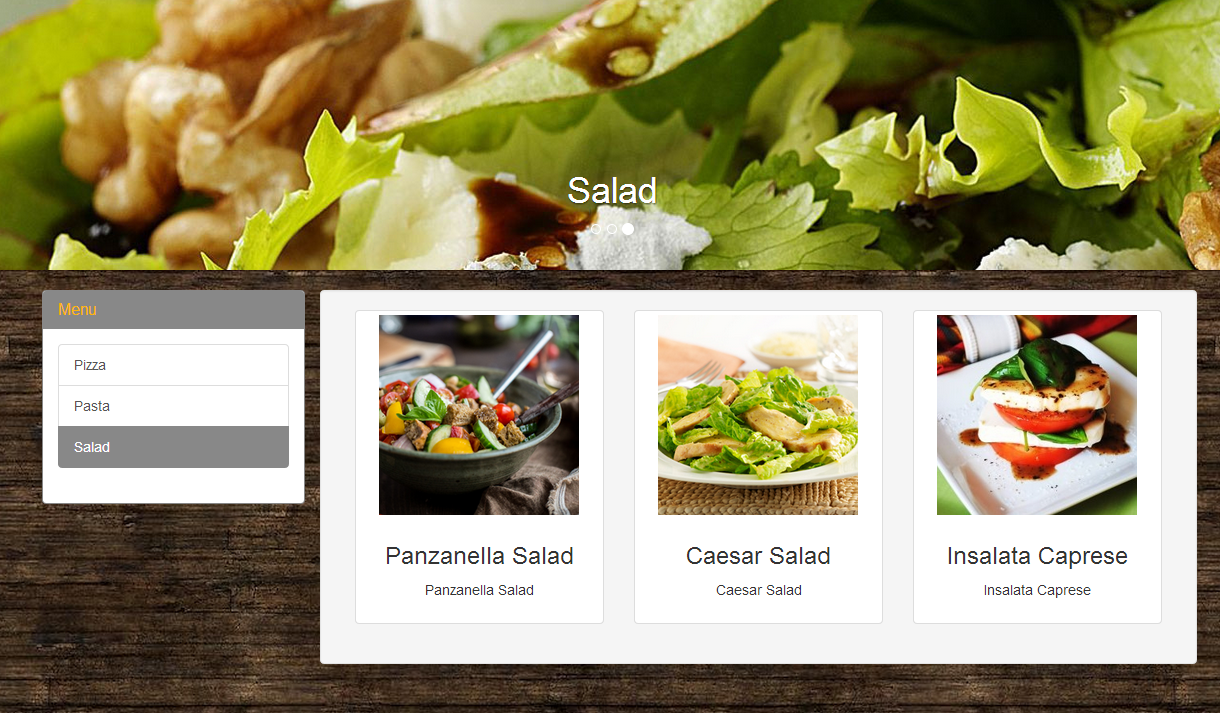 Salad
Menu
Pizza
Pasta
Salad
Panzanella Salad
Panzanella Salad
Caesar Salad
Caesar Salad
Insalata Caprese
Insalata Caprese